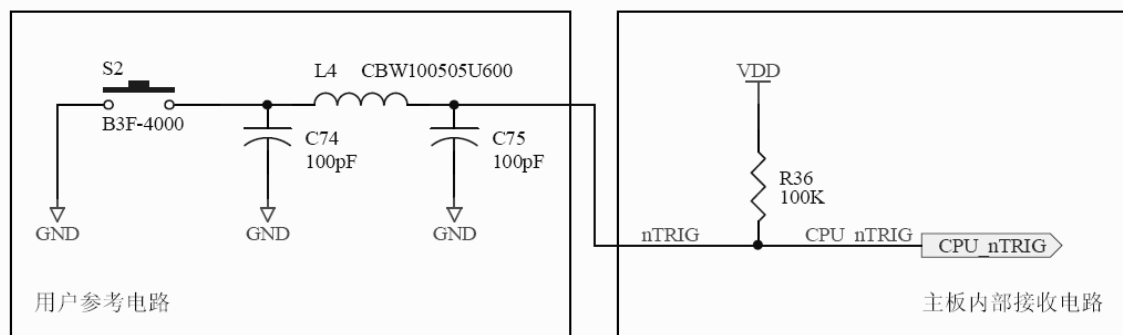 S2
B3F-4000
L4 CBW100505U600
C74
100pF
C75
100pF
GND
GND
GND
用户参考电路
VDD
R36
100K
nTRIG
CPU_nTRIG
CPU_nTRIG
主板内部接收电路